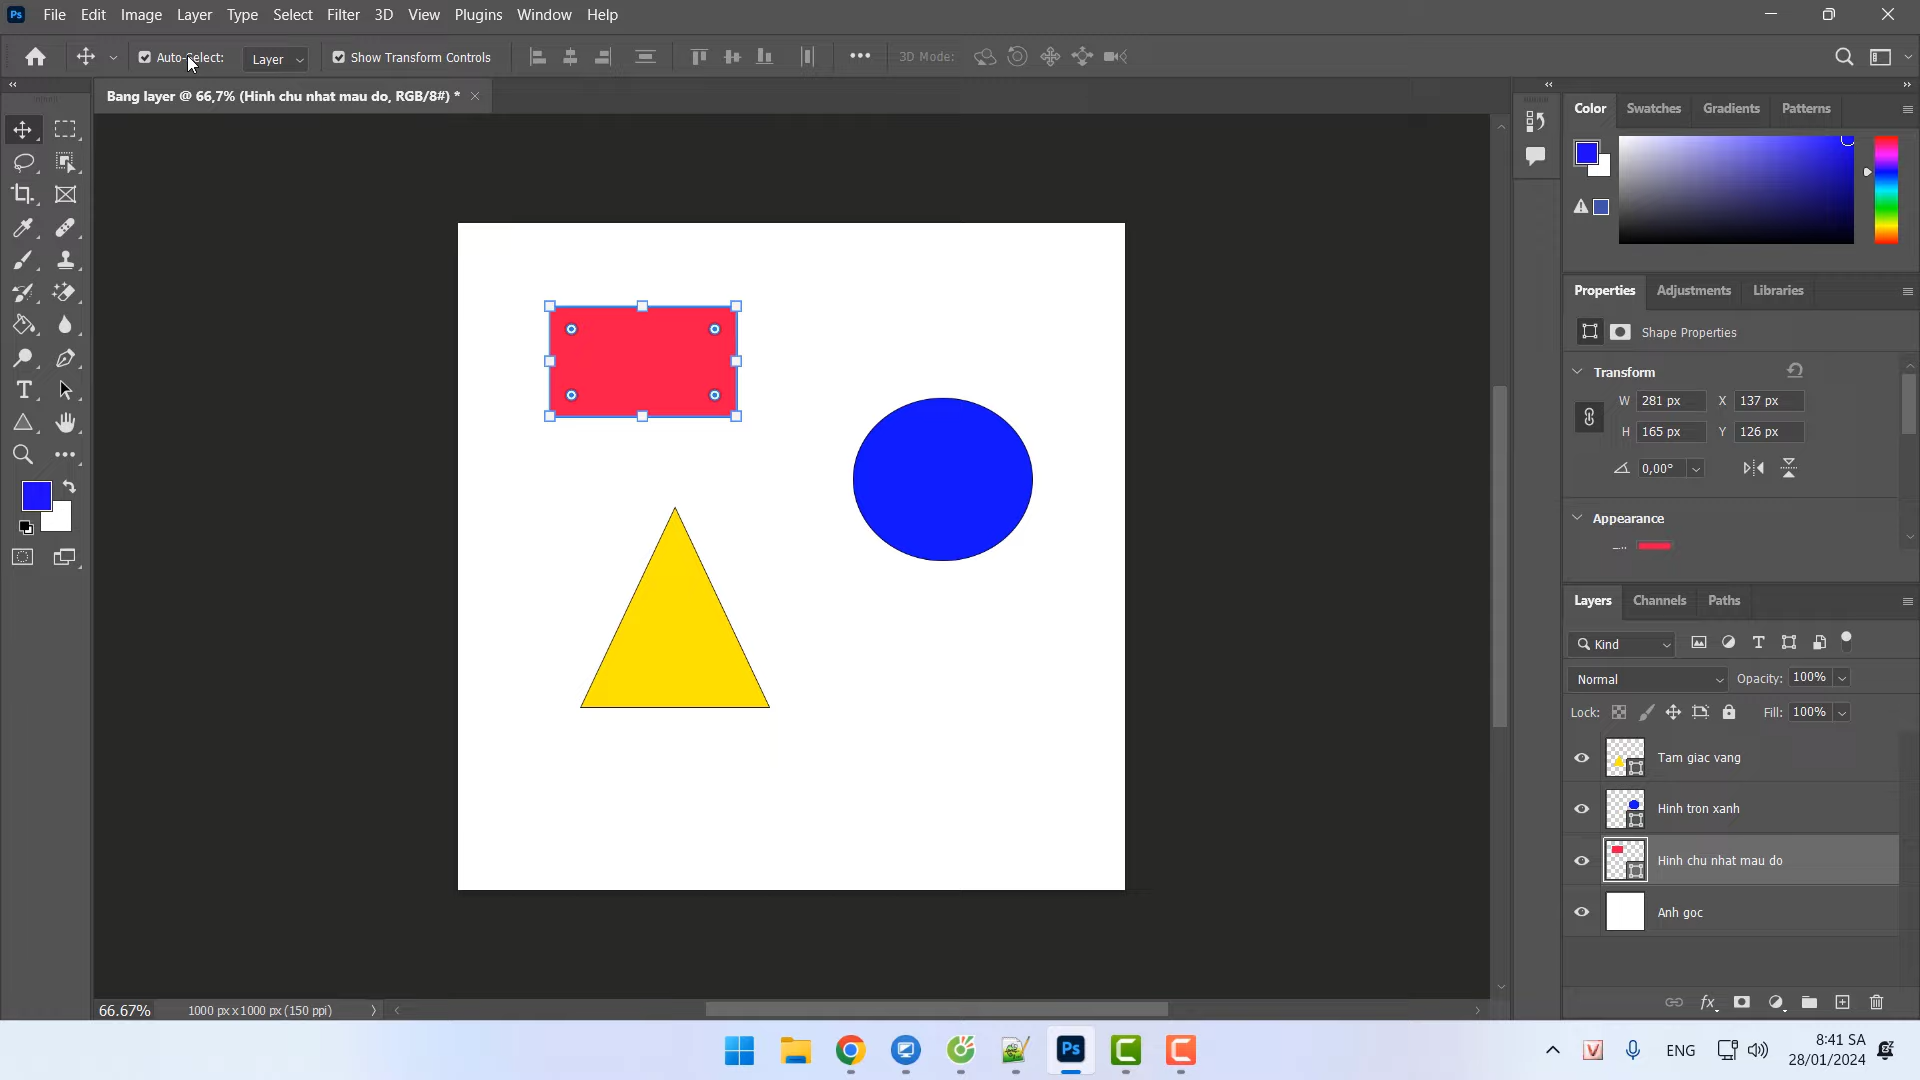 Ps File Edit Image Layer Type Select Filter 3D View Plugins Window Help
Auto-Select: Layer Show Transform Controls 3D Mode:
Bang layer @ 66,7% (Hinh chu nhat mau do, RGB/8#) *
Color Swatches Gradients Patterns
Properties Adjustments Libraries
Shape Properties
Transform
W 281 px X 137 px
H 165 px Y 126 px
0,00°
Appearance
Layers Channels Paths
Kind
Normal Opacity: 100%
Lock: Fill: 100%
Tam giac vang
Hinh tron xanh
Hinh chu nhat mau do
Anh goc
fx
66.67% 1000 px x 1000 px (150 ppi)
Ps ENG 8:41 SA
28/01/2024